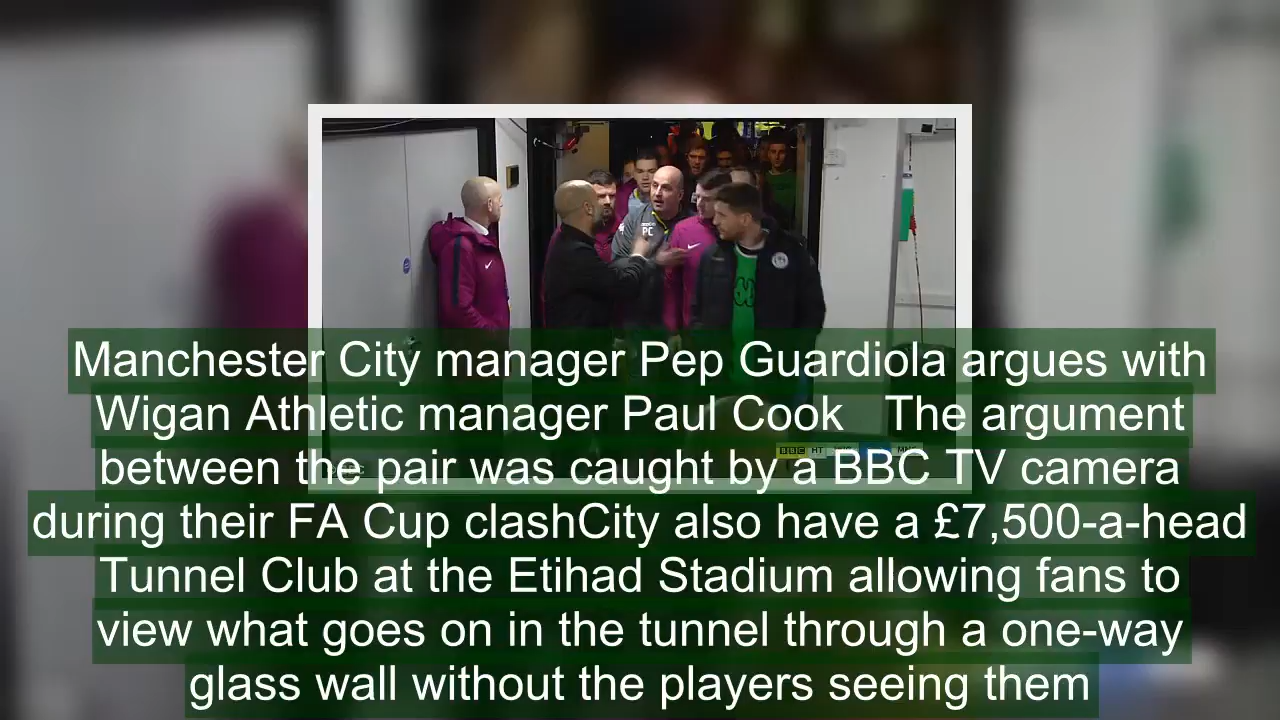 PC
Manchester City manager Pep Guardiola argues with
Wigan Athletic manager Paul Cook   The argument
between the pair was caught by a BBC TV camera
during their FA Cup clashCity also have a £7,500-a-head
Tunnel Club at the Etihad Stadium allowing fans to
view what goes on in the tunnel through a one-way
glass wall without the players seeing them
BBC HT